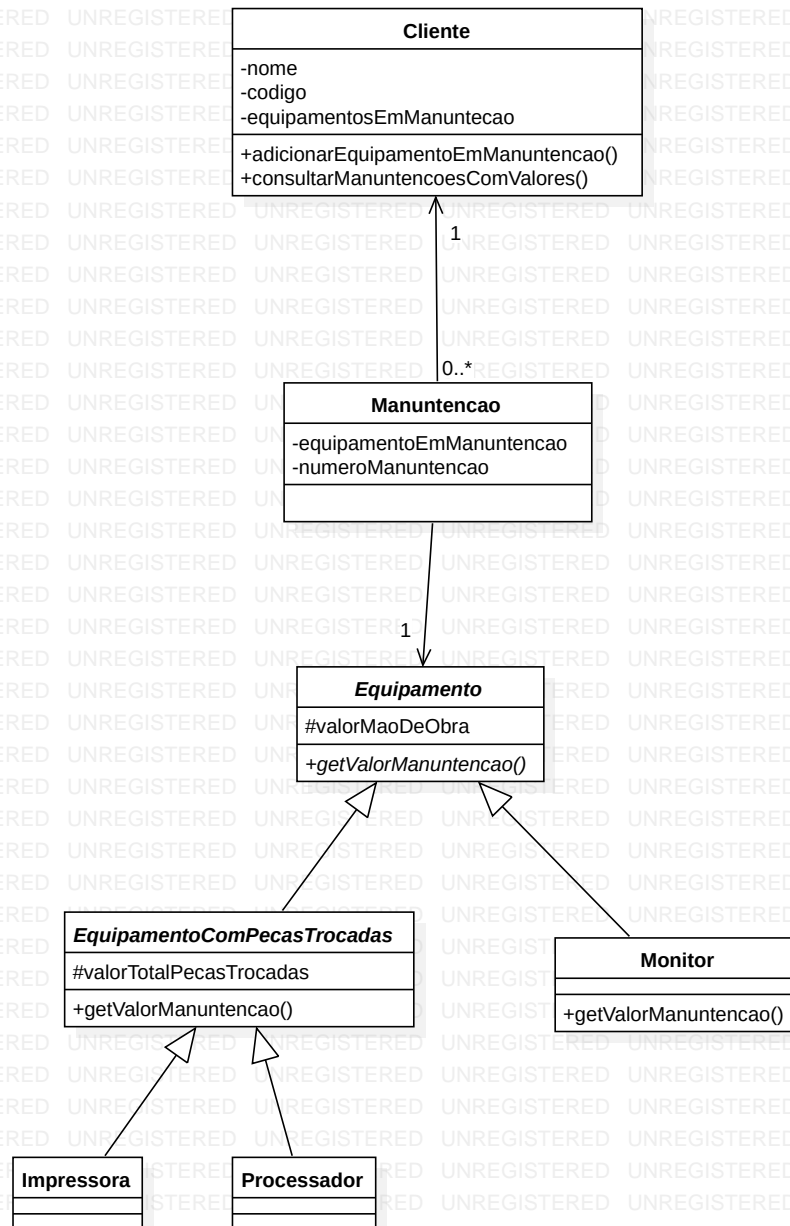 Cliente
-nome
-codigo
-equipamentosEmManuntecao
+adicionarEquipamentoEmManuntencao()
+consultarManuntencoesComValores()
1
0..*
Manuntencao
-equipamentoEmManuntencao
-numeroManuntencao
1
Equipamento
#valorMaoDeObra
+getValorManuntencao()
EquipamentoComPecasTrocadas
#valorTotalPecasTrocadas
+getValorManuntencao()
Monitor
+getValorManuntencao()
Impressora
Processador
UNREGISTERED